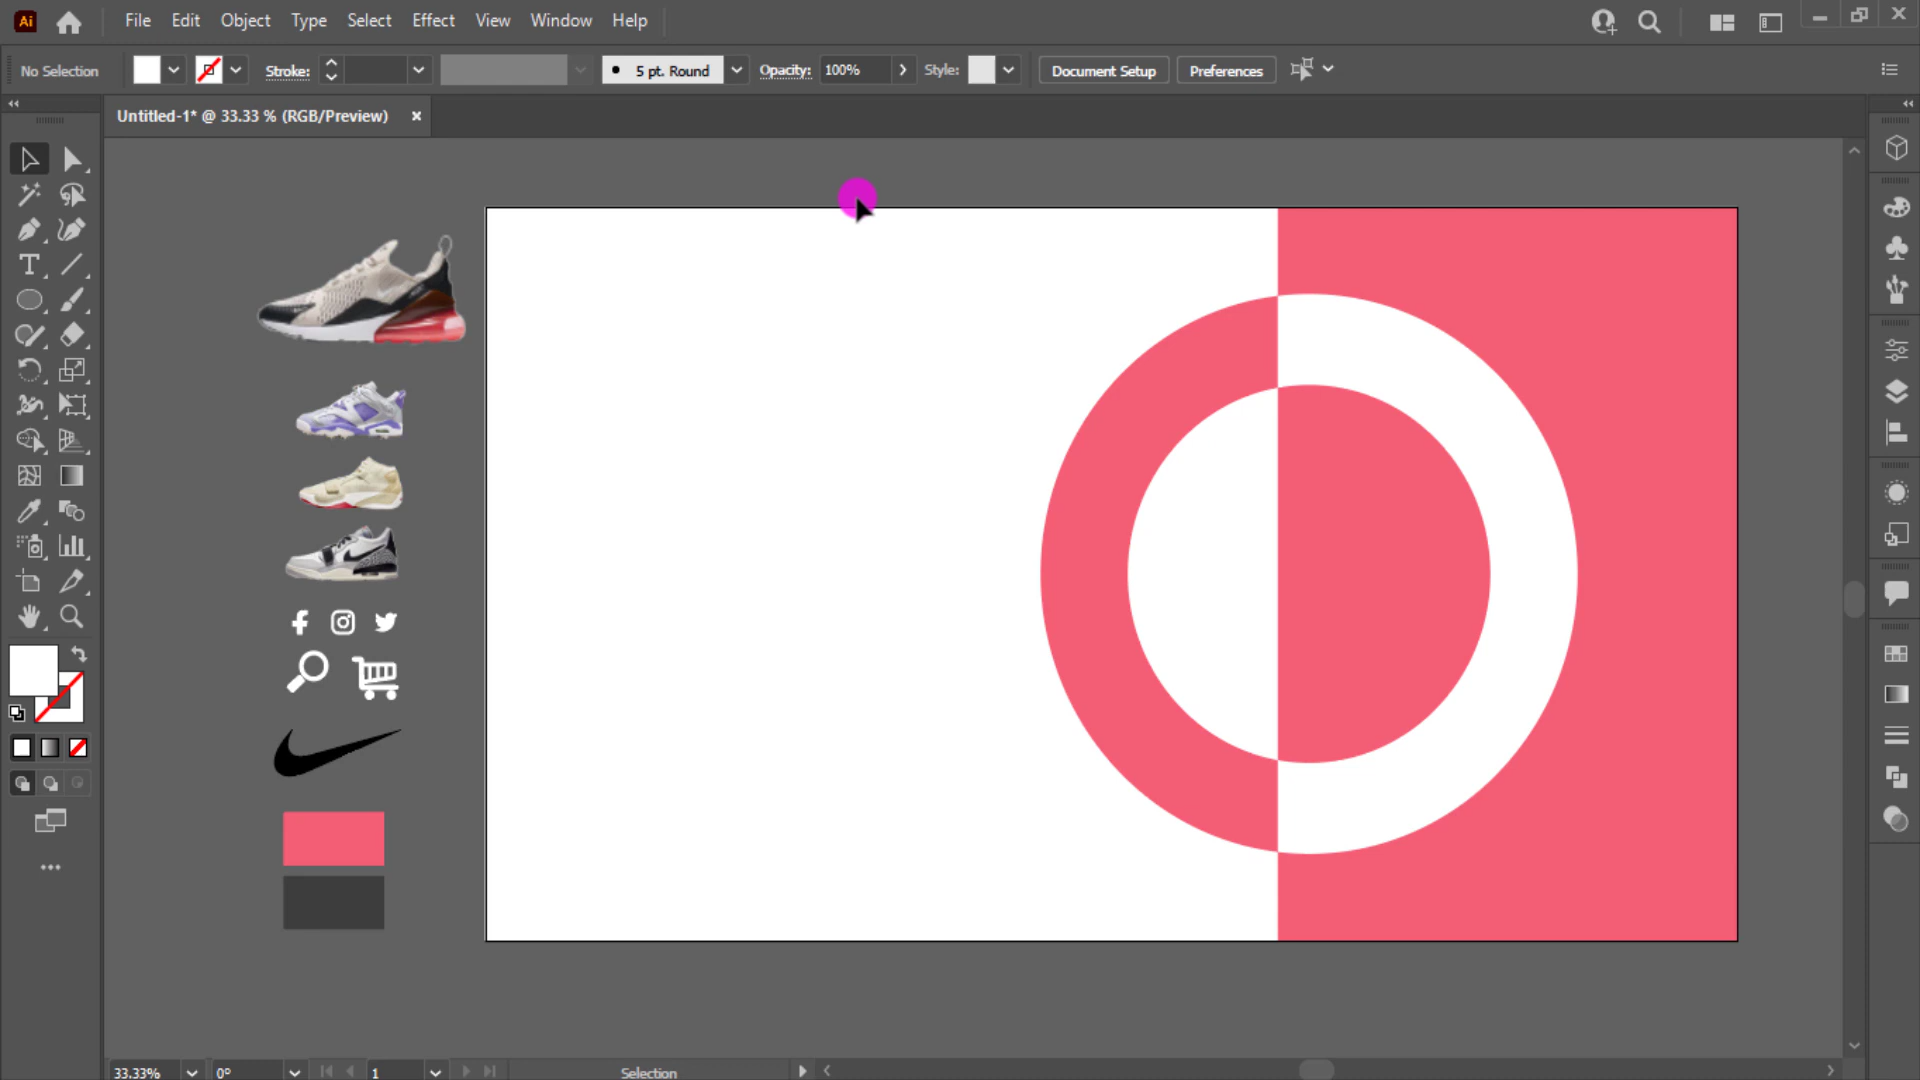 Ai File Edit Object Type Select Effect View Window Help
No Selection Stroke: 5 pt. Round Opacity: 100% Style: Document Setup Preferences
Untitled-1* @ 33.33 % (RGB/Preview) ×
33.33% 0° 1 Selection